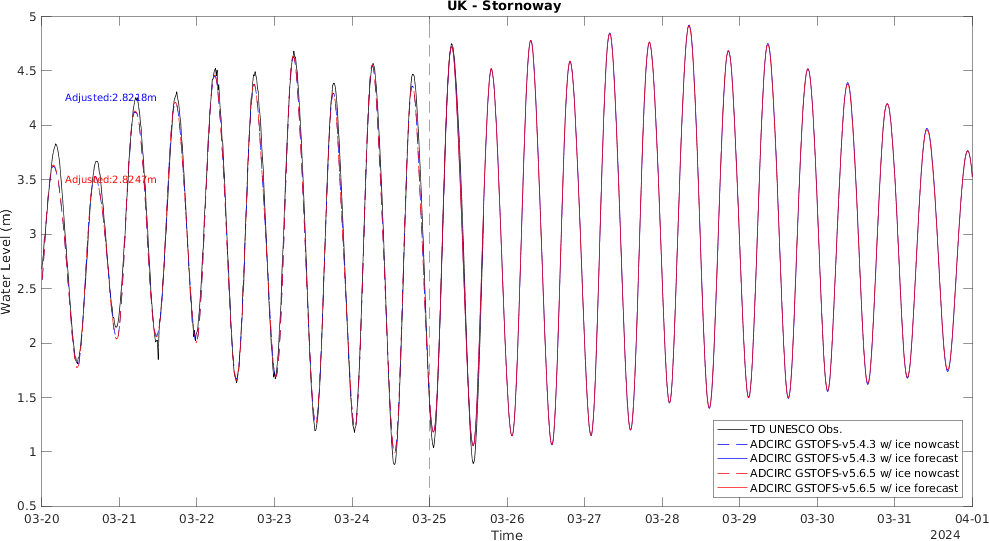 UK - Stornoway
5
4.5
4
3.5
3
2.5
2
1.5
1
0.5
Water Level (m)
Adjusted:2.8218m
Adjusted:2.8247m
TD UNESCO Obs.
ADCIRC GSTOFS-v5.4.3 w/ ice nowcast
ADCIRC GSTOFS-v5.4.3 w/ ice forecast
ADCIRC GSTOFS-v5.6.5 w/ ice nowcast
ADCIRC GSTOFS-v5.6.5 w/ ice forecast
03-20 03-21 03-22 03-23 03-24 03-25 03-26 03-27 03-28 03-29 03-30 03-31 04-01
Time
2024